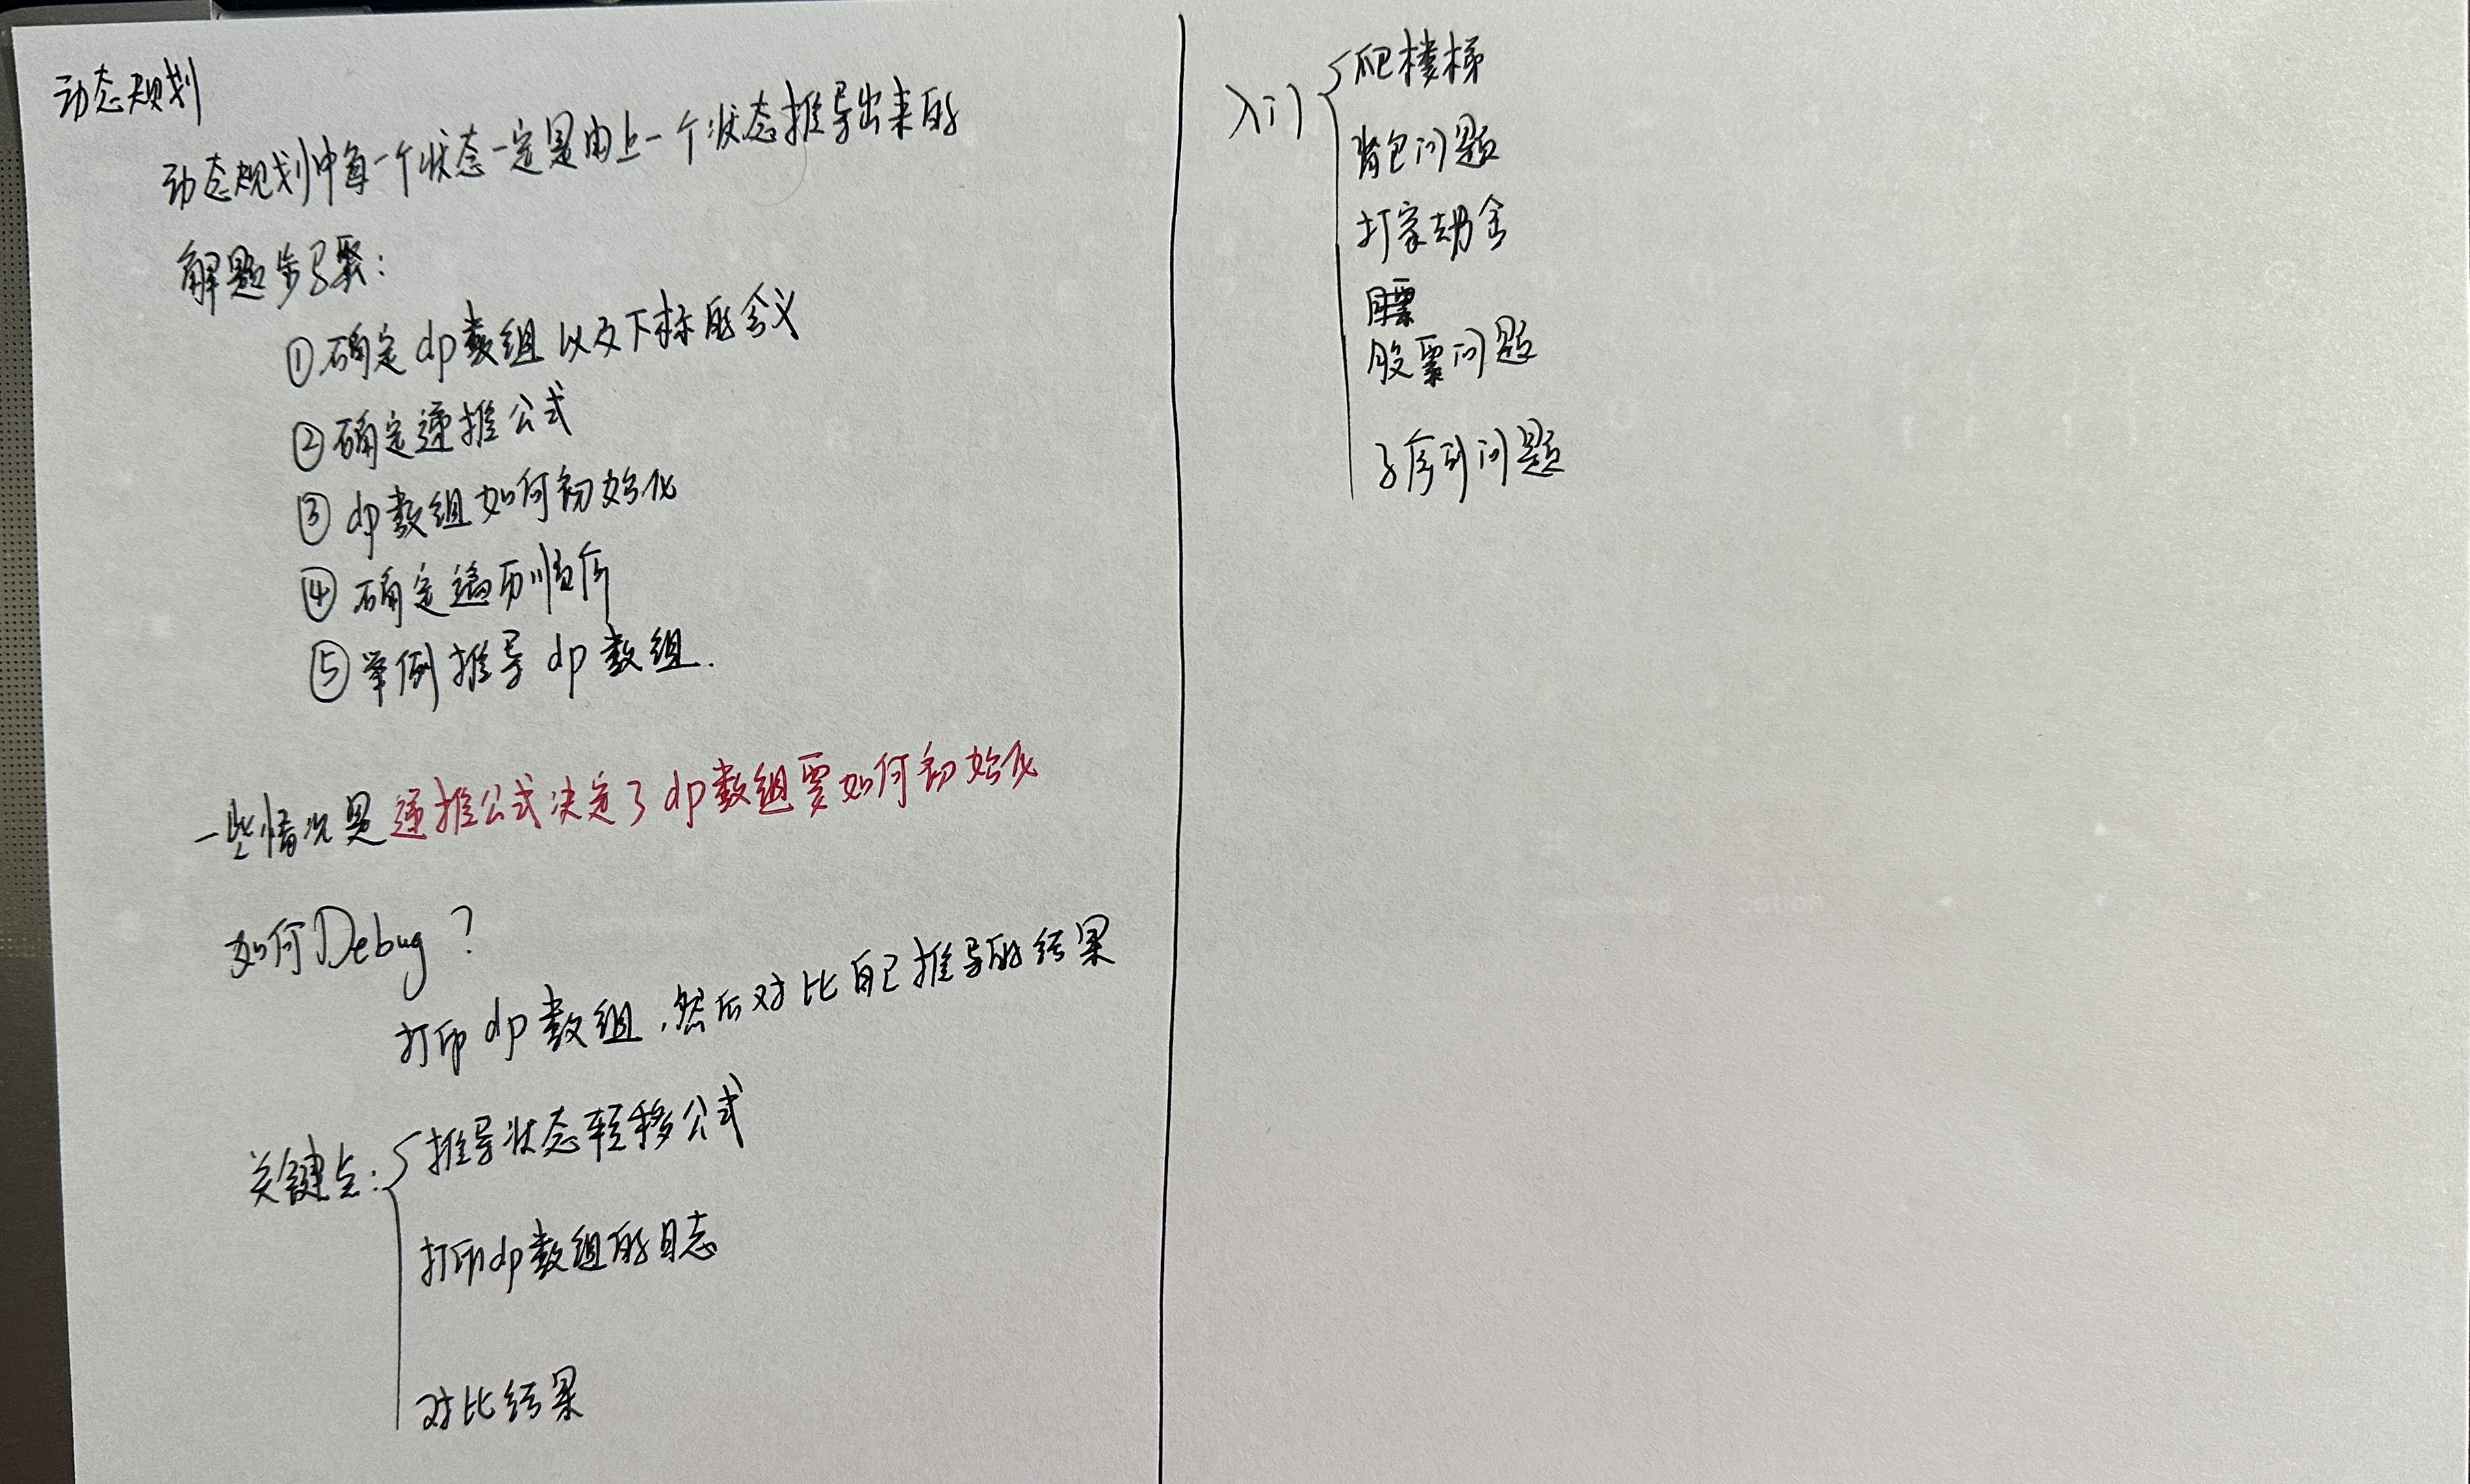 动态规划
动态规划中每一个状态一定是由上一个状态推导出来的
解题步骤:
①确定dp数组以及下标的含义
②确定递推公式
③dp数组如何初始化
④确定遍历顺序
⑤举例推导dp数组.
一些情况是递推公式决定了dp数组要如何初始化
如何Debug?
打印dp数组,然后对比自己推导的结果
关键点:
推导状态转移公式
打印dp数组的日志
对比结果
入门
爬楼梯
背包问题
打家劫舍
股票问题
子序列问题